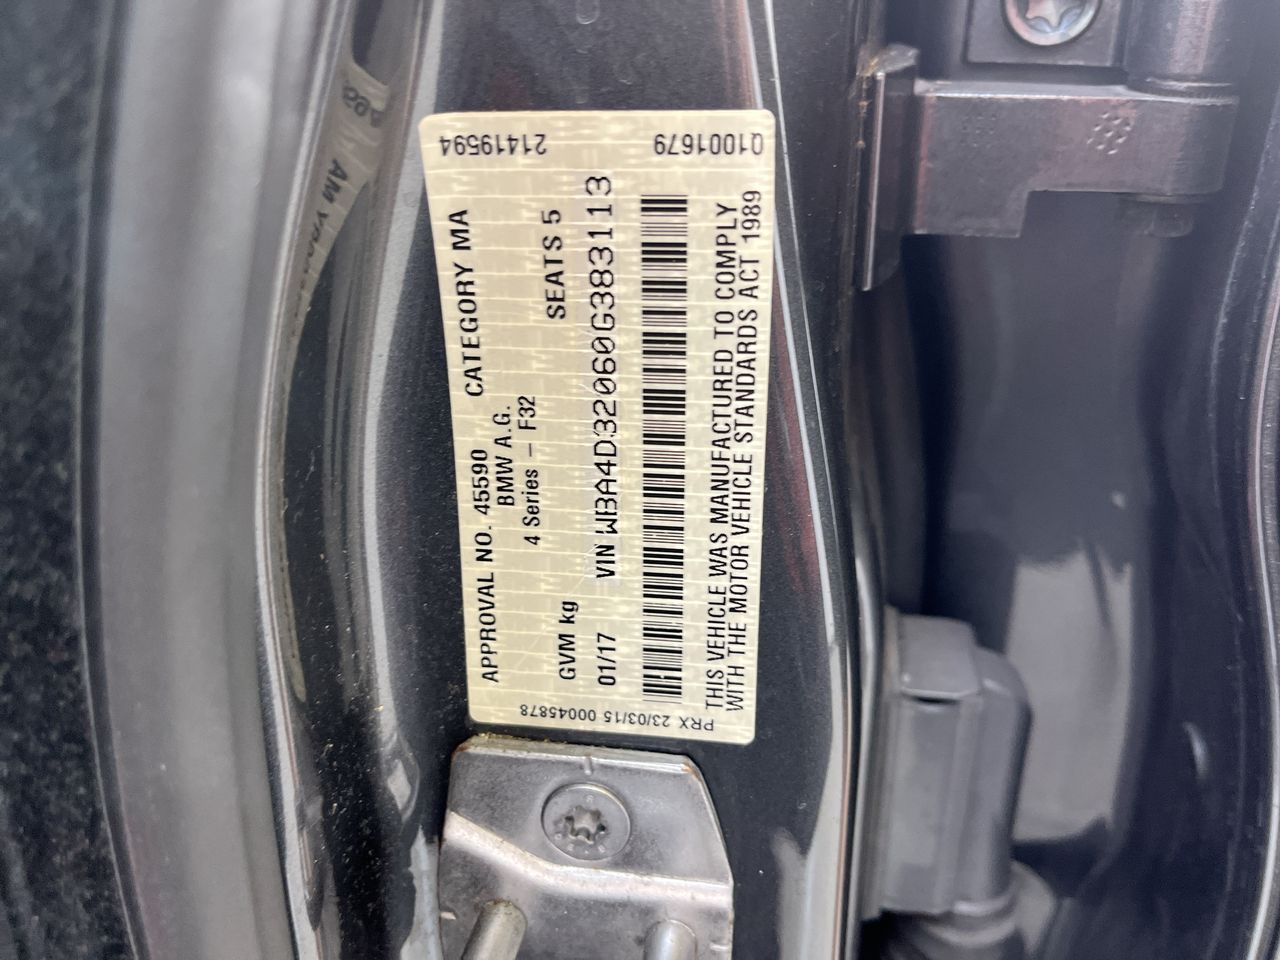 21419594
Q1001679
APPROVAL NO. 45590 CATEGORY MA
BMW A.G.
4 Series - F32 SEATS 5
GVM kg
01/17 VIN WBA4D32060G383113
THIS VEHICLE WAS MANUFACTURED TO COMPLY
WITH THE MOTOR VEHICLE STANDARDS ACT 1989
PRX 23/03/15 00045878
AM